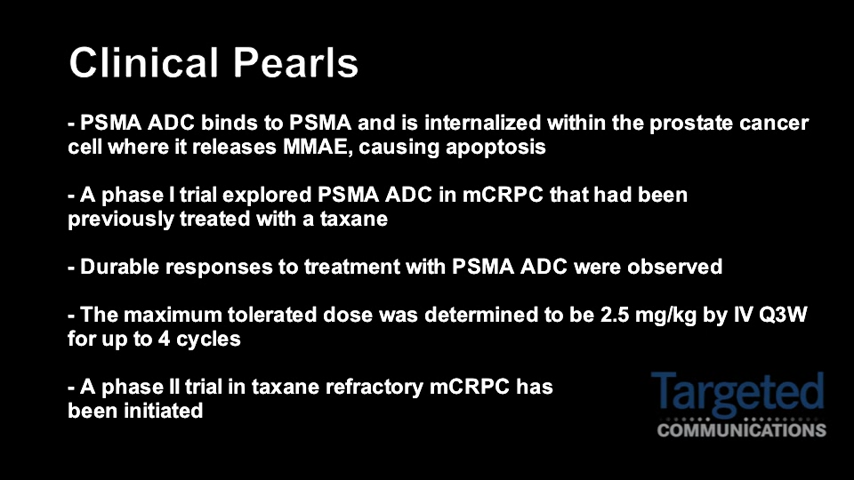 Clinical Pearls
- PSMA ADC binds to PSMA and is internalized within the prostate cancer
cell where it releases MMAE, causing apoptosis
- A phase I trial explored PSMA ADC in mCRPC that had been
previously treated with a taxane
- Durable responses to treatment with PSMA ADC were observed
- The maximum tolerated dose was determined to be 2.5 mg/kg by IV Q3W
for up to 4 cycles
- A phase II trial in taxane refractory mCRPC has
been initiated
Targeted
COMMUNICATIONS